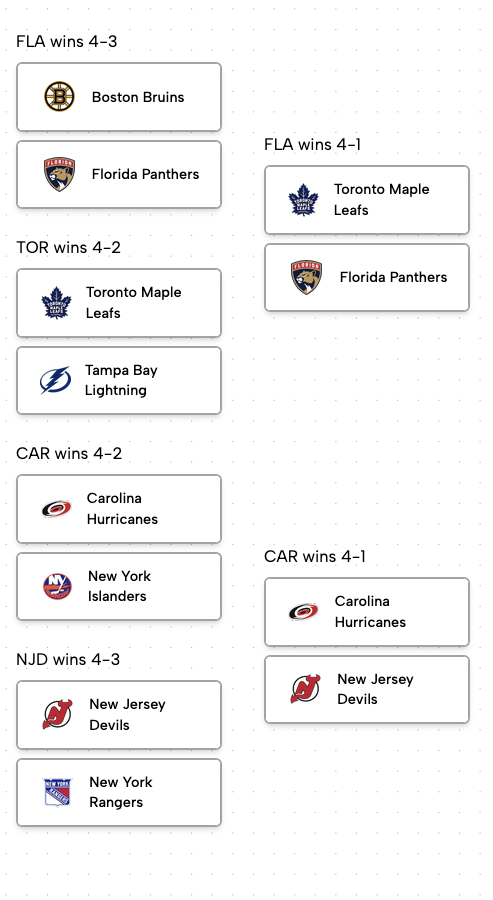 FLA wins 4-3
Boston Bruins
Florida Panthers
TOR wins 4-2
Toronto Maple
Leafs
Tampa Bay
Lightning
CAR wins 4-2
Carolina
Hurricanes
New York
Islanders
NJD wins 4-3
New Jersey
Devils
New York
Rangers
FLA wins 4-1
Toronto Maple
Leafs
Florida Panthers
CAR wins 4-1
Carolina
Hurricanes
New Jersey
Devils